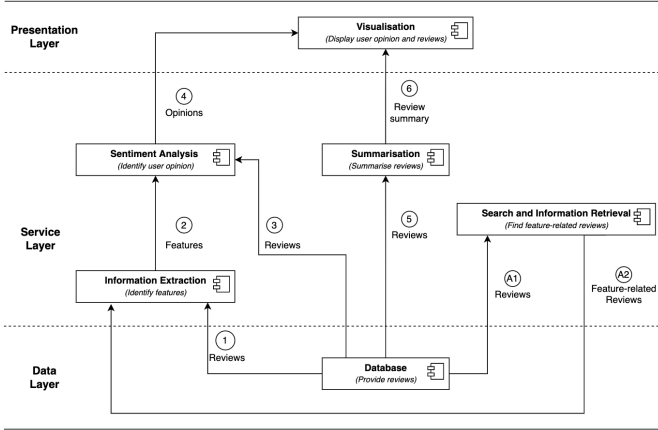 Presentation
Layer
Visualisation
(Display user opinion and reviews)
4
Opinions
6
Review
summary
Sentiment Analysis
(Identify user opinion)
Summarisation
(Summarise reviews)
Service
Layer
2
Features
3
Reviews
5
Reviews
Search and Information Retrieval
(Find feature-related reviews)
A1
Reviews
A2
Feature-related
Reviews
Information Extraction
(Identify features)
1
Reviews
Data
Layer
Database
(Provide reviews)